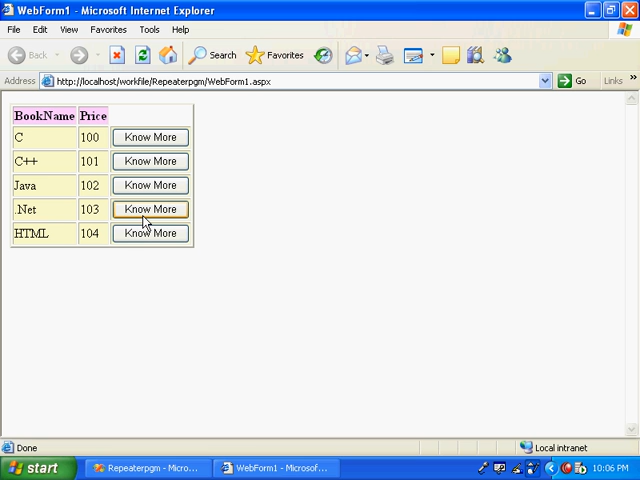 WebForm1 - Microsoft Internet Explorer
File Edit View Favorites Tools Help
Back Search Favorites
Address http://localhost/workfile/Repeaterpgm/WebForm1.aspx Go Links »
BookName Price
C 100 Know More
C++ 101 Know More
Java 102 Know More
.Net 103 Know More
HTML 104 Know More
Done Local intranet
start Repeaterpgm - Micro... WebForm1 - Microsof... 10:06 PM